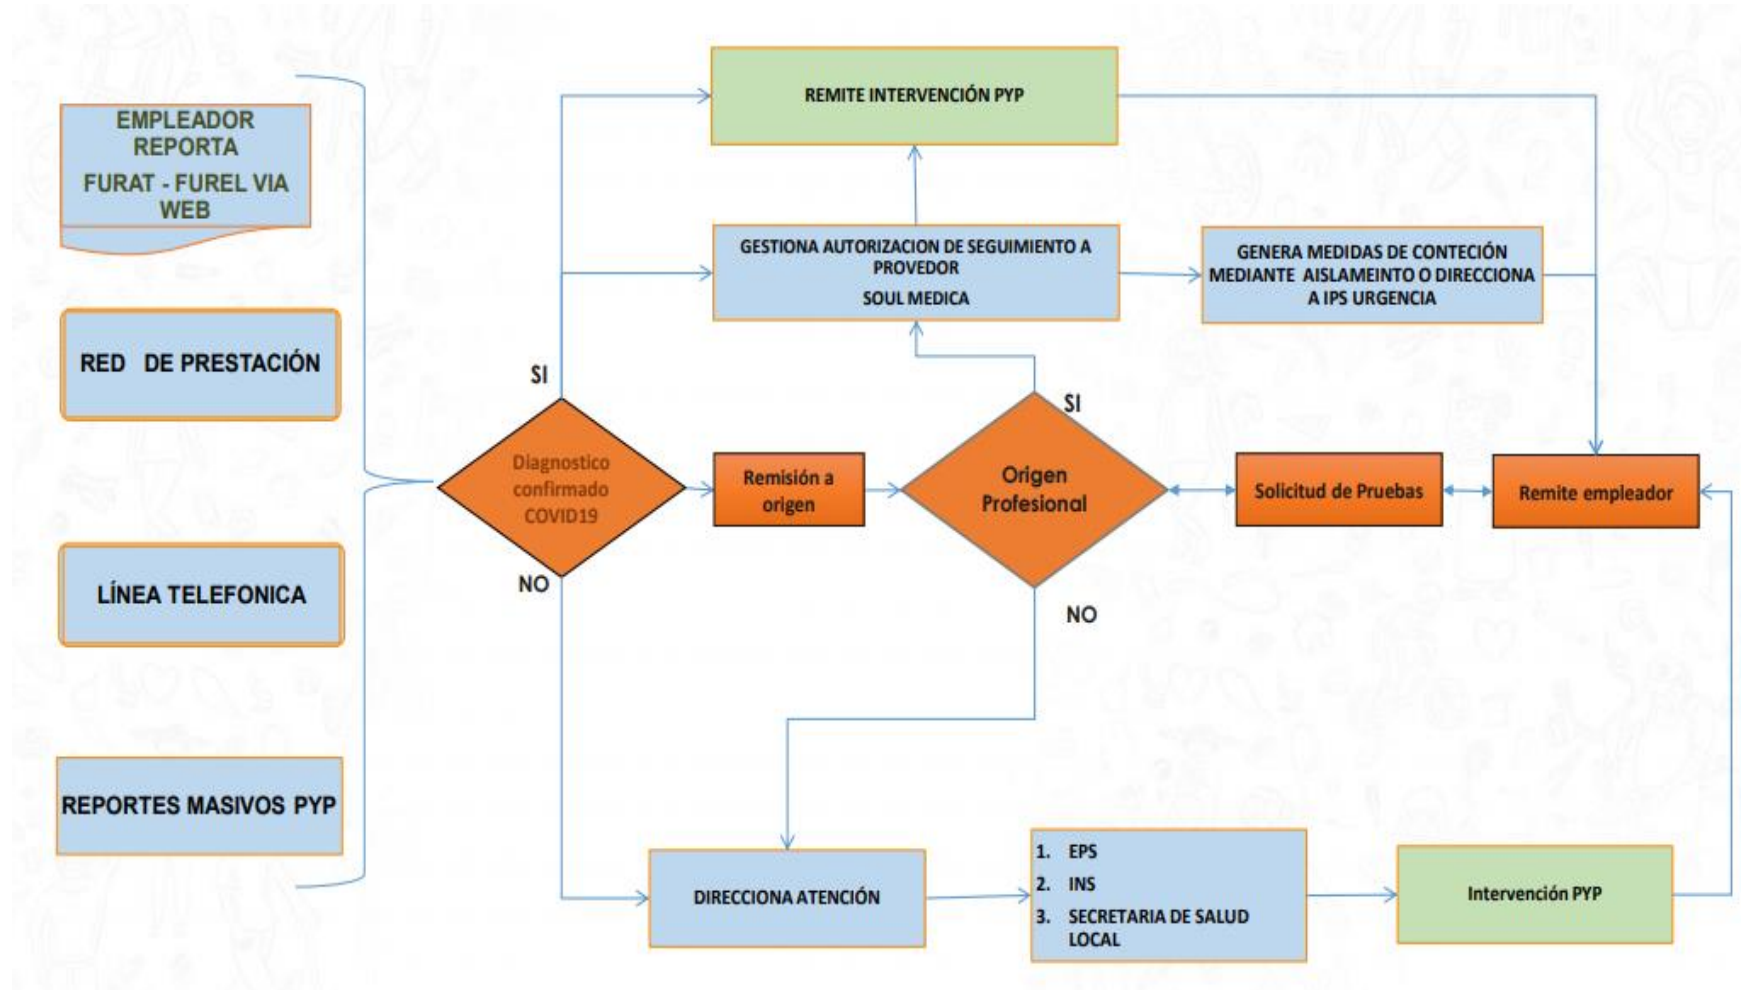 EMPLEADOR
REPORTA
FURAT - FUREL VIA
WEB
RED DE PRESTACIÓN
LÍNEA TELEFONICA
REPORTES MASIVOS PYP
SI
Diagnostico
confirmado
COVID19
NO
REMITE INTERVENCIÓN PYP
GESTIONA AUTORIZACION DE SEGUIMIENTO A
PROVEDOR
SOUL MEDICA
GENERA MEDIDAS DE CONTECIÓN
MEDIANTE AISLAMEINTO O DIRECCIONA
A IPS URGENCIA
Remisión a
origen
SI
Origen
Profesional
NO
Solicitud de Pruebas
Remite empleador
DIRECCIONA ATENCIÓN
1. EPS
2. INS
3. SECRETARIA DE SALUD
LOCAL
Intervención PYP